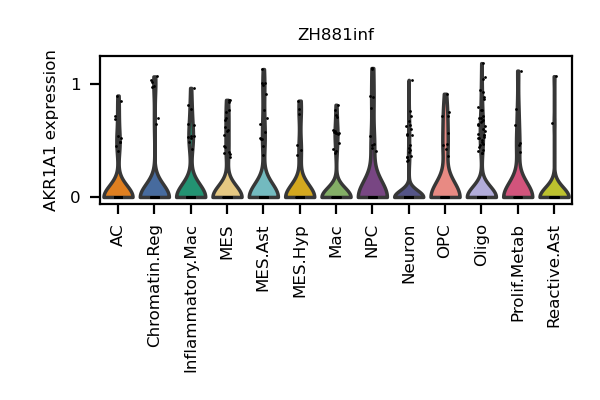 ZH881inf
AKR1A1 expression
1
0
AC
Chromatin.Reg
Inflammatory.Mac
MES
MES.Ast
MES.Hyp
Mac
NPC
Neuron
OPC
Oligo
Prolif.Metab
Reactive.Ast